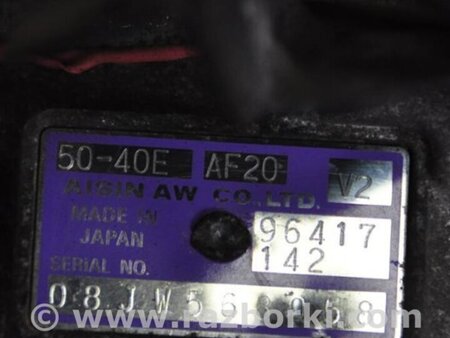 50-40E AF20 V2
AISIN AW CO.,LTD.
MADE IN
JAPAN
96417
142
SERIAL NO.
www.razborki.com